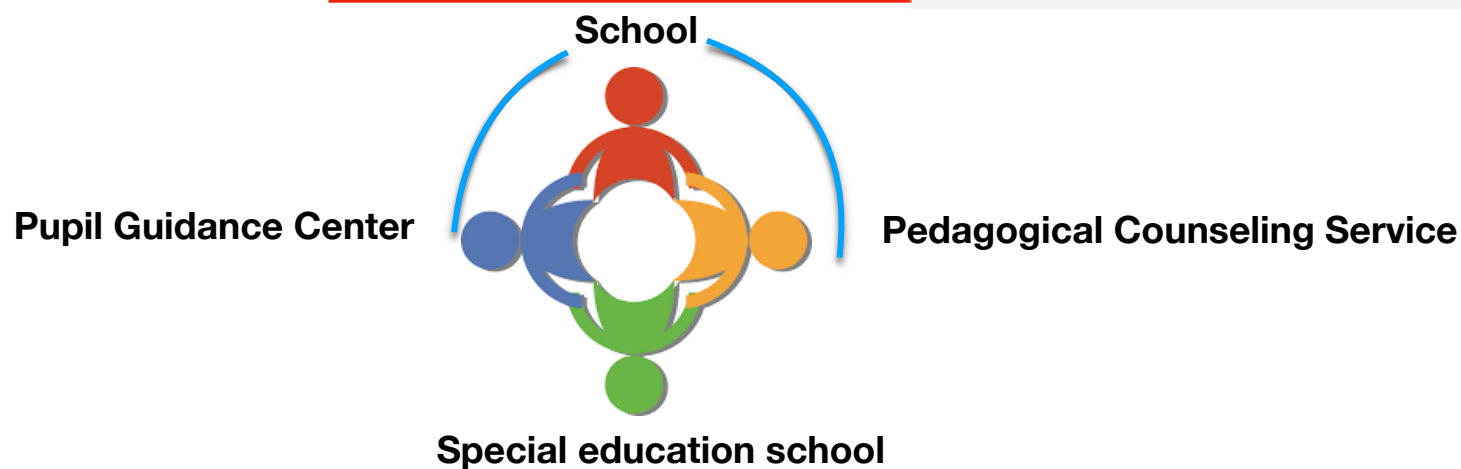 School
Pupil Guidance Center
Pedagogical Counseling Service
Special education school